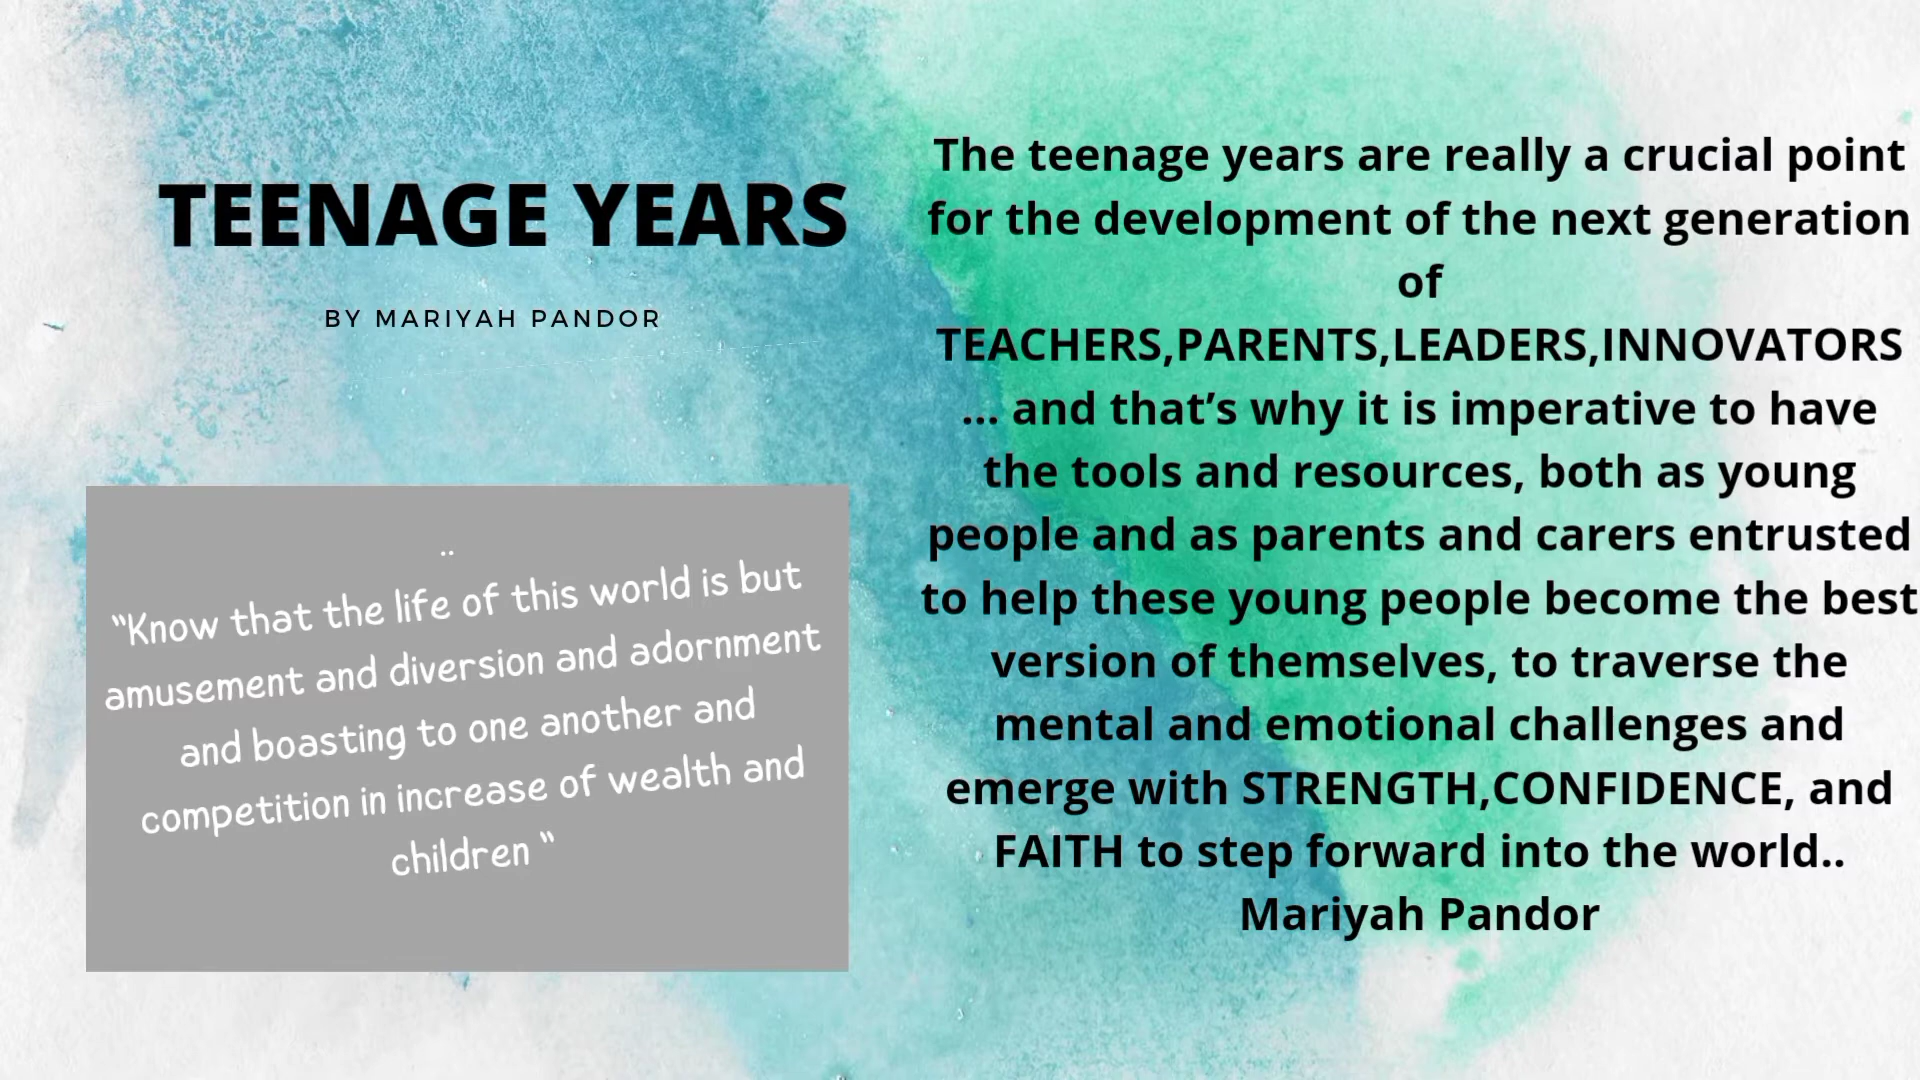 TEENAGE YEARS
BY MARIYAH PANDOR
..
“Know that the life of this world is but
amusement and diversion and adornment
and boasting to one another and
competition in increase of wealth and
children ”
The teenage years are really a crucial point
for the development of the next generation
of
TEACHERS,PARENTS,LEADERS,INNOVATORS
... and that’s why it is imperative to have
the tools and resources, both as young
people and as parents and carers entrusted
to help these young people become the best
version of themselves, to traverse the
mental and emotional challenges and
emerge with STRENGTH,CONFIDENCE, and
FAITH to step forward into the world..
Mariyah Pandor